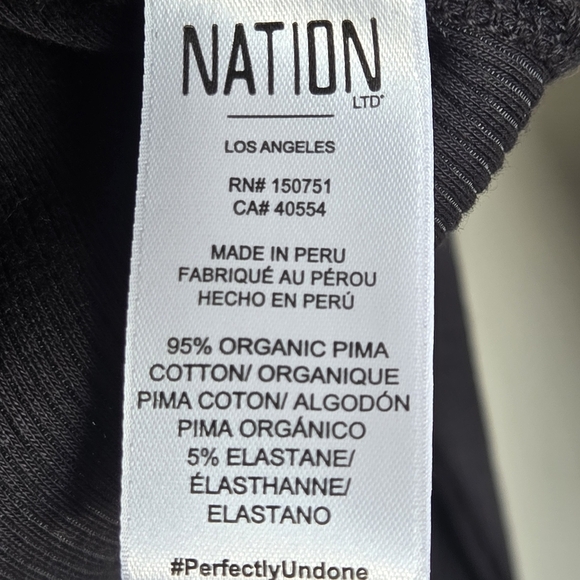 NATION
LTD®
LOS ANGELES
RN# 150751
CA# 40554
MADE IN PERU
FABRIQUÉ AU PÉROU
HECHO EN PERÚ
95% ORGANIC PIMA
COTTON/ ORGANIQUE
PIMA COTON/ ALGODÓN
PIMA ORGÁNICO
5% ELASTANE/
ÉLASTHANNE/
ELASTANO
#PerfectlyUndone